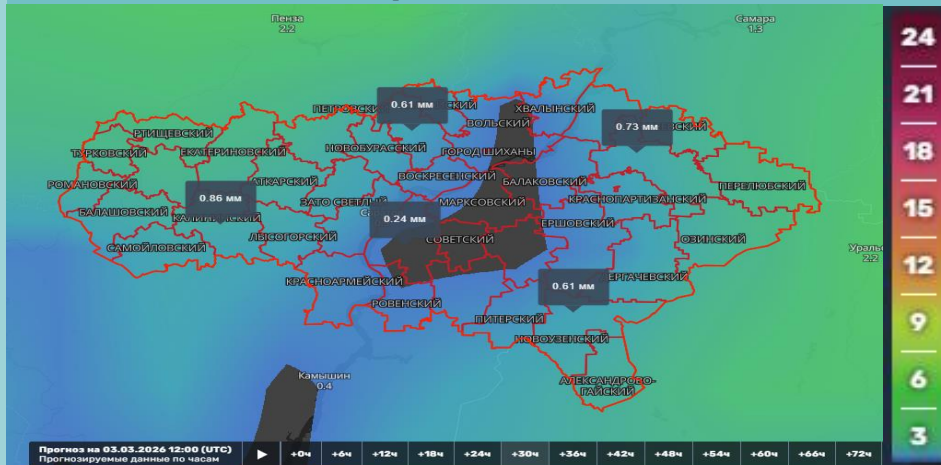 Пенза
2.2
Самара
1.3
24
21
18
15
12
9
6
3
0.61 мм
ХВАЛЫНСКИЙ
ВОЛЬСКИЙ
0.73 мм
РТИЩЕВСКИЙ
ТУРКОВСКИЙ
ЕКАТЕРИНОВСКИЙ
НОВОБУРАССКИЙ
ГОРОД ШИХАНЫ
РОМАНОВСКИЙ
ВОСКРЕСЕНСКИЙ
БАЛАКОВСКИЙ
ПЕРЕЛЮБСКИЙ
0.86 мм
ЗАТО СВЕТЛЫЙ
МАРКСОВСКИЙ
КРАСНОПАРТИЗАНСКИЙ
БАЛАШОВСКИЙ
0.24 мм
ЕРШОВСКИЙ
САМОЙЛОВСКИЙ
ЛЫСОГОРСКИЙ
СОВЕТСКИЙ
ОЗИНСКИЙ
2.2
КРАСНОАРМЕЙСКИЙ
0.61 мм
ЕРГАЧЕВСКИЙ
РОВЕНСКИЙ
ПИТЕРСКИЙ
НОВОУЗЕНСКИЙ
Камышин
0.4
АЛЕКСАНДРОВО-
ГАЙСКИЙ
Прогноз на 03.03.2026 12:00 (UTC)
Прогнозируемые данные по часам
+0ч +6ч +12ч +18ч +24ч +30ч +36ч +42ч +48ч +54ч +60ч +66ч +72ч